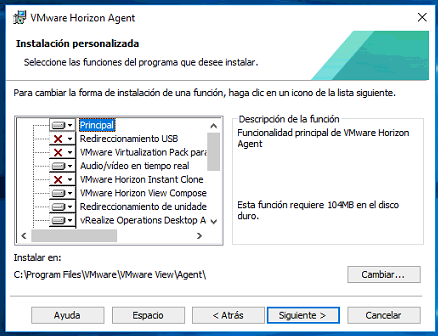 VMware Horizon Agent
Instalación personalizada
Seleccione las funciones del programa que desee instalar.
Para cambiar la forma de instalación de una función, haga clic en un icono de la lista siguiente.
Principal
Redireccionamiento USB
VMware Virtualization Pack para
Audio/vídeo en tiempo real
VMware Horizon Instant Clone
VMware Horizon View Compose
Redireccionamiento de unidade
vRealize Operations Desktop A
Descripción de la función
Funcionalidad principal de VMware Horizon
Agent
Esta función requiere 104MB en el disco
duro.
Instalar en:
C:\Program Files\VMware\VMware View\Agent\
Cambiar...
Ayuda
Espacio
< Atrás
Siguiente >
Cancelar